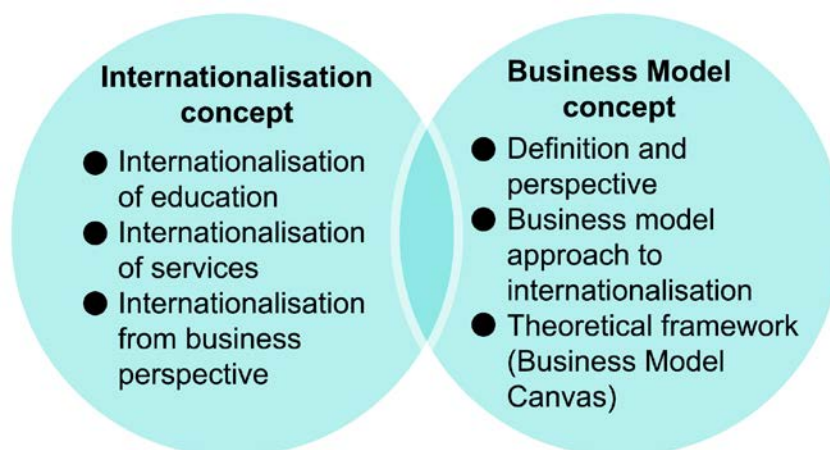 Internationalisation
concept
● Internationalisation
of education
● Internationalisation
of services
● Internationalisation
from business
perspective
Business Model
concept
● Definition and
perspective
● Business model
approach to
internationalisation
● Theoretical framework
(Business Model
Canvas)